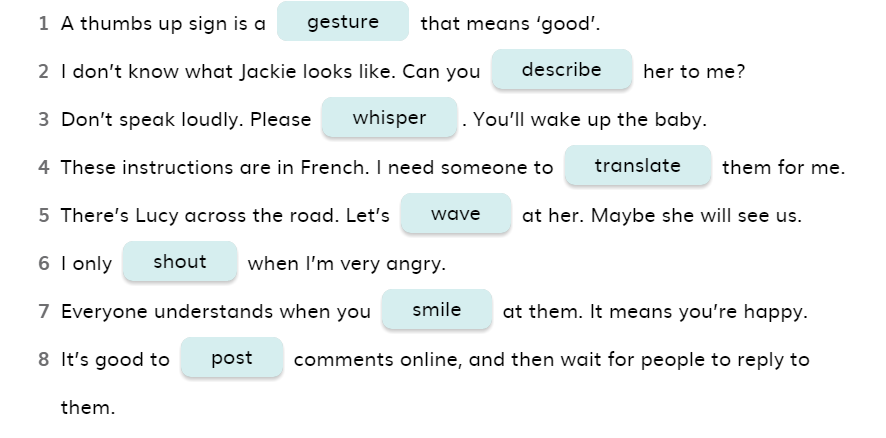 1 A thumbs up sign is a gesture that means ‘good’.
2 I don’t know what Jackie looks like. Can you describe her to me?
3 Don’t speak loudly. Please whisper . You’ll wake up the baby.
4 These instructions are in French. I need someone to translate them for me.
5 There’s Lucy across the road. Let’s wave at her. Maybe she will see us.
6 I only shout when I’m very angry.
7 Everyone understands when you smile at them. It means you’re happy.
8 It’s good to post comments online, and then wait for people to reply to
them.